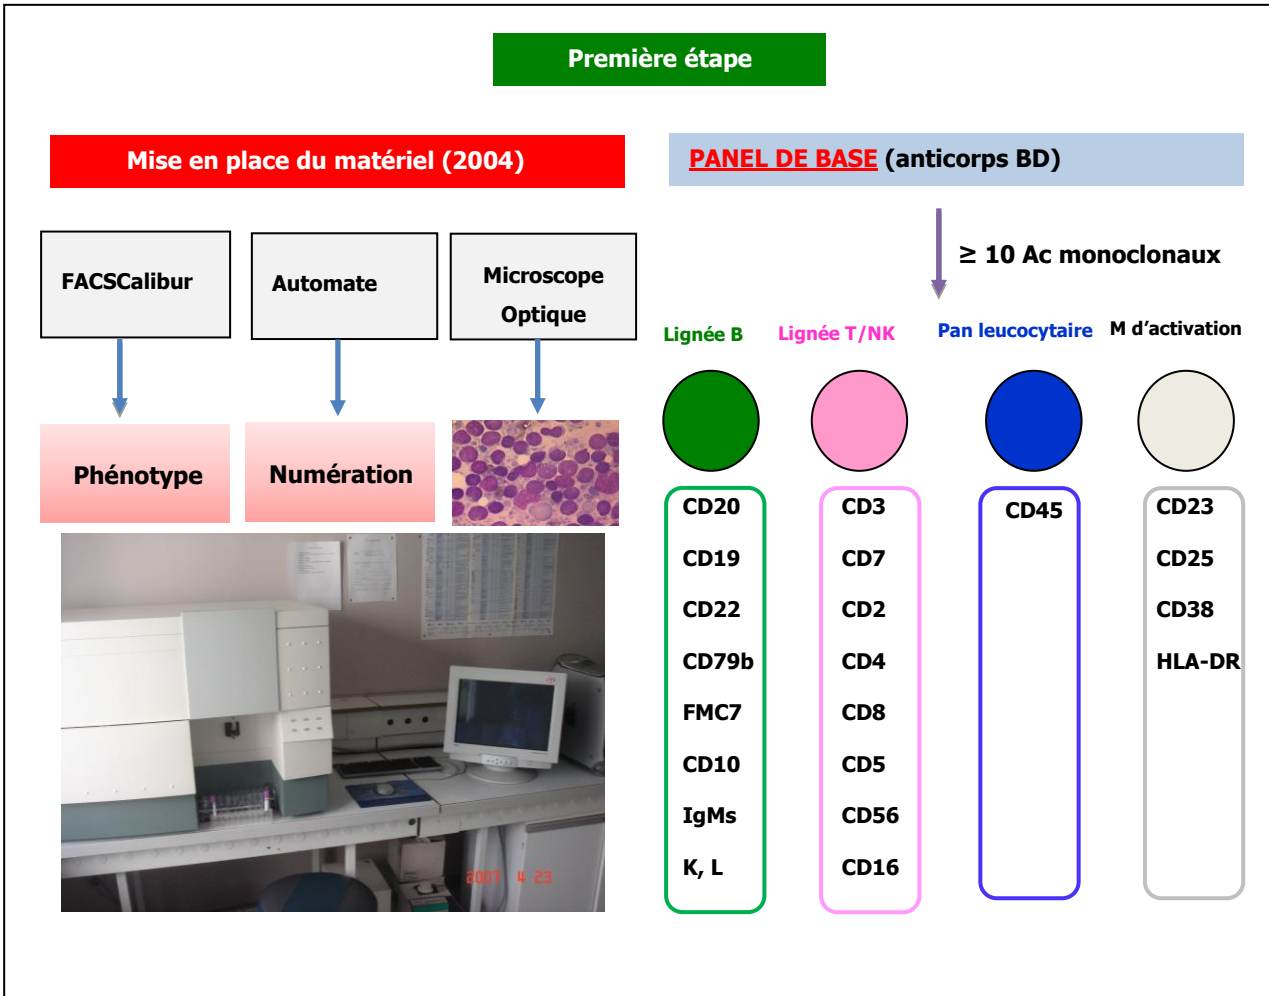 Première étape
Mise en place du matériel (2004)
PANEL DE BASE (anticorps BD)
≥ 10 Ac monoclonaux
FACSCalibur
Automate
Microscope
Optique
Phénotype
Numération
Lignée B
Lignée T/NK
Pan leucocytaire
M d’activation
CD20
CD19
CD22
CD79b
FMC7
CD10
IgMs
K, L
CD3
CD7
CD2
CD4
CD8
CD5
CD56
CD16
CD45
CD23
CD25
CD38
HLA-DR
2007 4 23